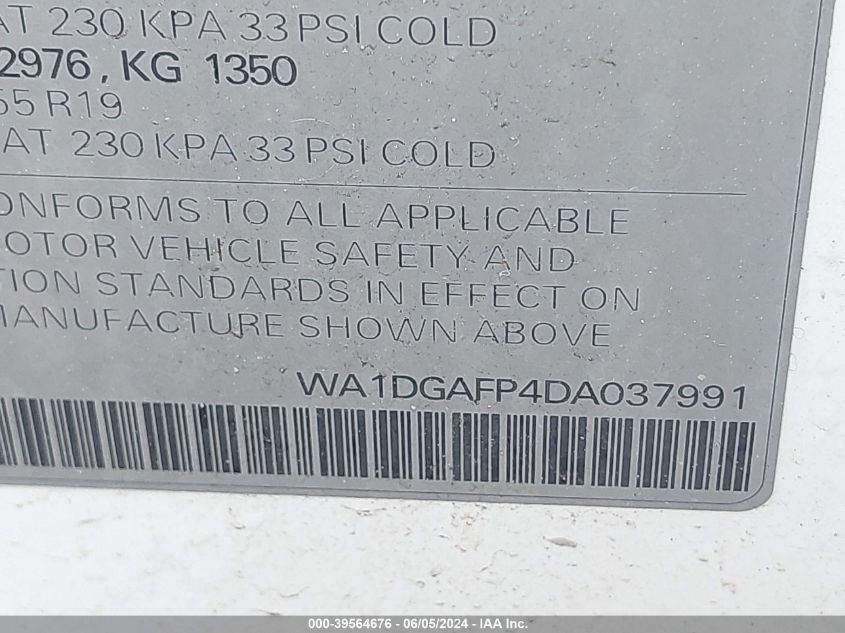 AT 230 KPA 33 PSI COLD
2976, KG 1350
55 R19
AT 230 KPA 33 PSI COLD
ONFORMS TO ALL APPLICABLE
OTOR VEHICLE SAFETY AND
TION STANDARDS IN EFFECT ON
MANUFACTURE SHOWN ABOVE
WA1DGAFP4DA037991
000-39564676 - 06/05/2024 - IAA Inc.